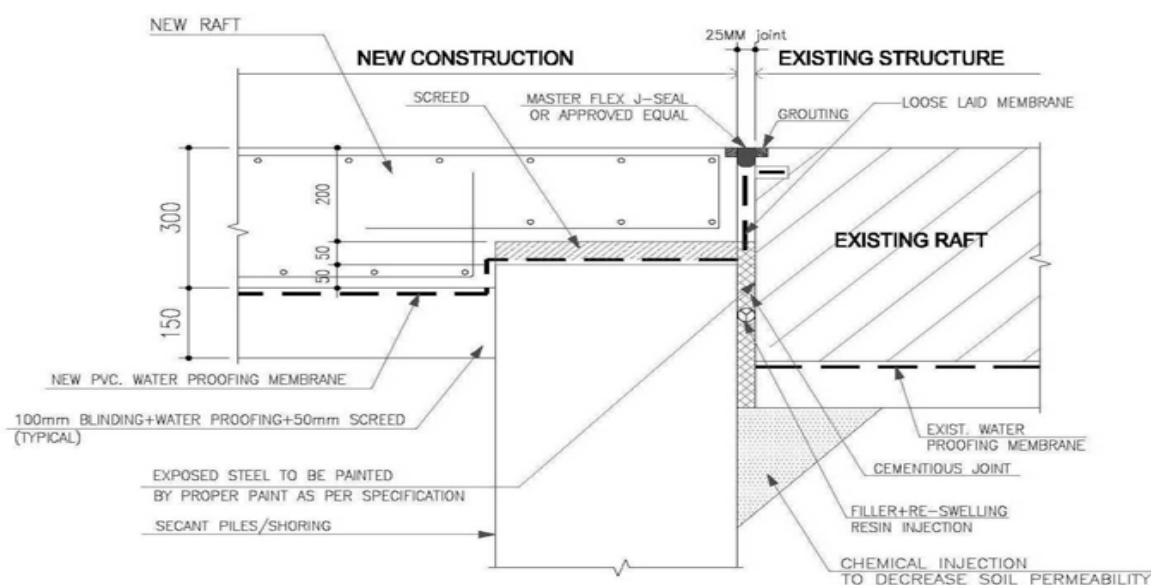 NEW RAFT
25MM joint
NEW CONSTRUCTION
EXISTING STRUCTURE
SCREED
MASTER FLEX J-SEAL
OR APPROVED EQUAL
GROUTING
LOOSE LAID MEMBRANE
300
200
50
50
150
SCREED
EXISTING RAFT
NEW PVC. WATER PROOFING MEMBRANE
100mm BLINDING+WATER PROOFING+50mm SCREED
(TYPICAL)
EXPOSED STEEL TO BE PAINTED
BY PROPER PAINT AS PER SPECIFICATION
SECANT PILES/SHORING
EXIST. WATER
PROOFING MEMBRANE
CEMENTIOUS JOINT
FILLER+RE-SWELLING
RESIN INJECTION
CHEMICAL INJECTION
TO DECREASE SOIL PERMEABILITY